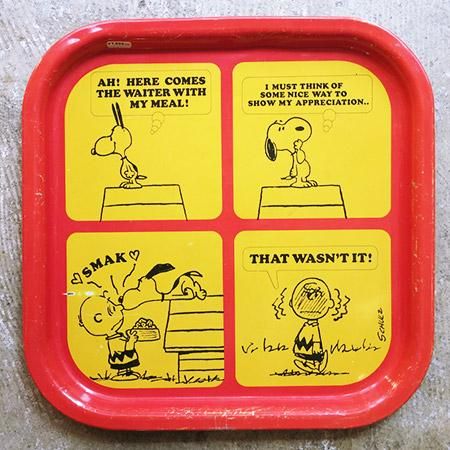 AH! HERE COMES
THE WAITER WITH
MY MEAL!
I MUST THINK OF
SOME NICE WAY TO
SHOW MY APPRECIATION..
SMAK
THAT WASN'T IT!
SCHULZ